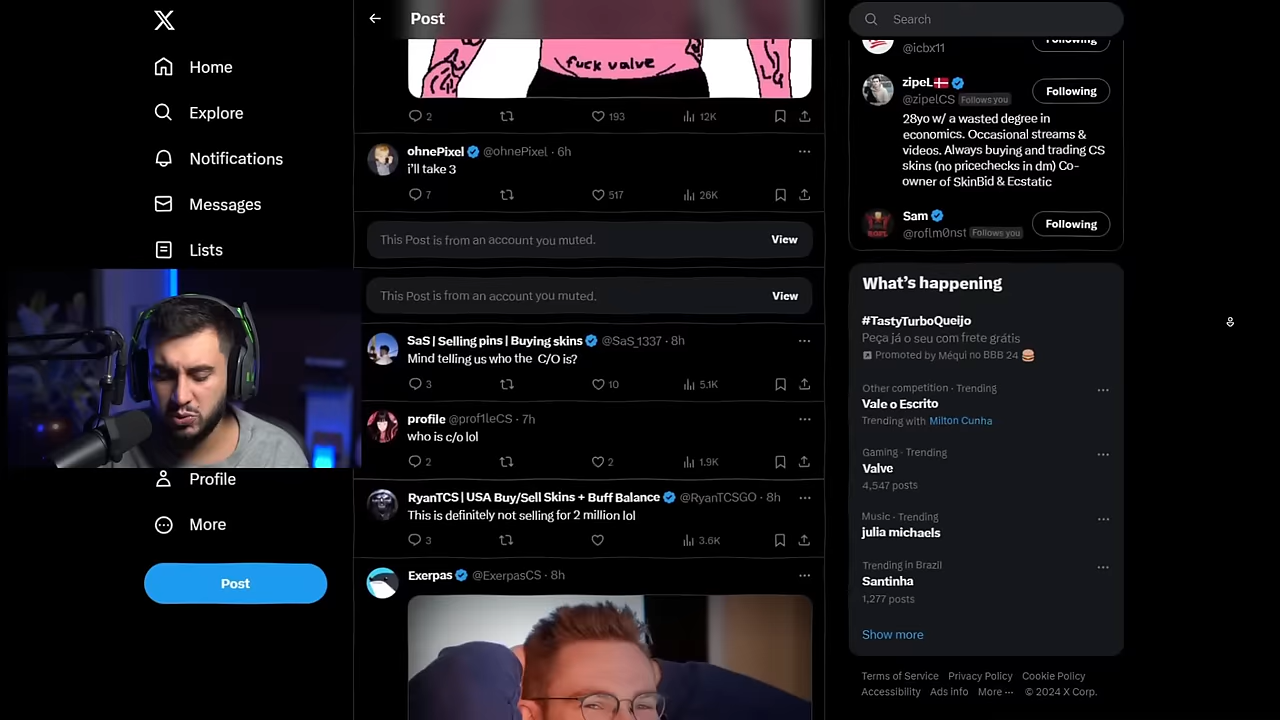 Home
Explore
Notifications
Messages
Lists
Profile
More
Post
Post
fuck valve
2
193
12K
ohnePixel @ohnePixel · 6h
i'll take 3
7
517
26K
This Post is from an account you muted.
View
This Post is from an account you muted.
View
SaS | Selling pins | Buying skins @SaS_1337 · 8h
Mind telling us who the C/O is?
3
10
5.1K
profile @prof1leCS · 7h
who is c/o lol
2
2
1.9K
RyanTCS | USA Buy/Sell Skins + Buff Balance @RyanTCSGO · 8h
This is definitely not selling for 2 million lol
3
3.6K
Exerpas @ExerpasCS · 8h
Search
@icbx11
Following
zipeL
@zipelCS Follows you
Following
28yo w/ a wasted degree in
economics. Occasional streams &
videos. Always buying and trading CS
skins (no pricechecks in dm) Co-
owner of SkinBid & Ecstatic
Sam
@roflm0nst Follows you
Following
What's happening
#TastyTurboQueijo
Peça já o seu com frete grátis
Promoted by Méqui no BBB 24 🍔
Other competition · Trending
Vale o Escrito
Trending with Milton Cunha
Gaming · Trending
Valve
4,547 posts
Music · Trending
julia michaels
Trending in Brazil
Santinha
1,277 posts
Show more
Terms of Service Privacy Policy Cookie Policy
Accessibility Ads info More ··· © 2024 X Corp.